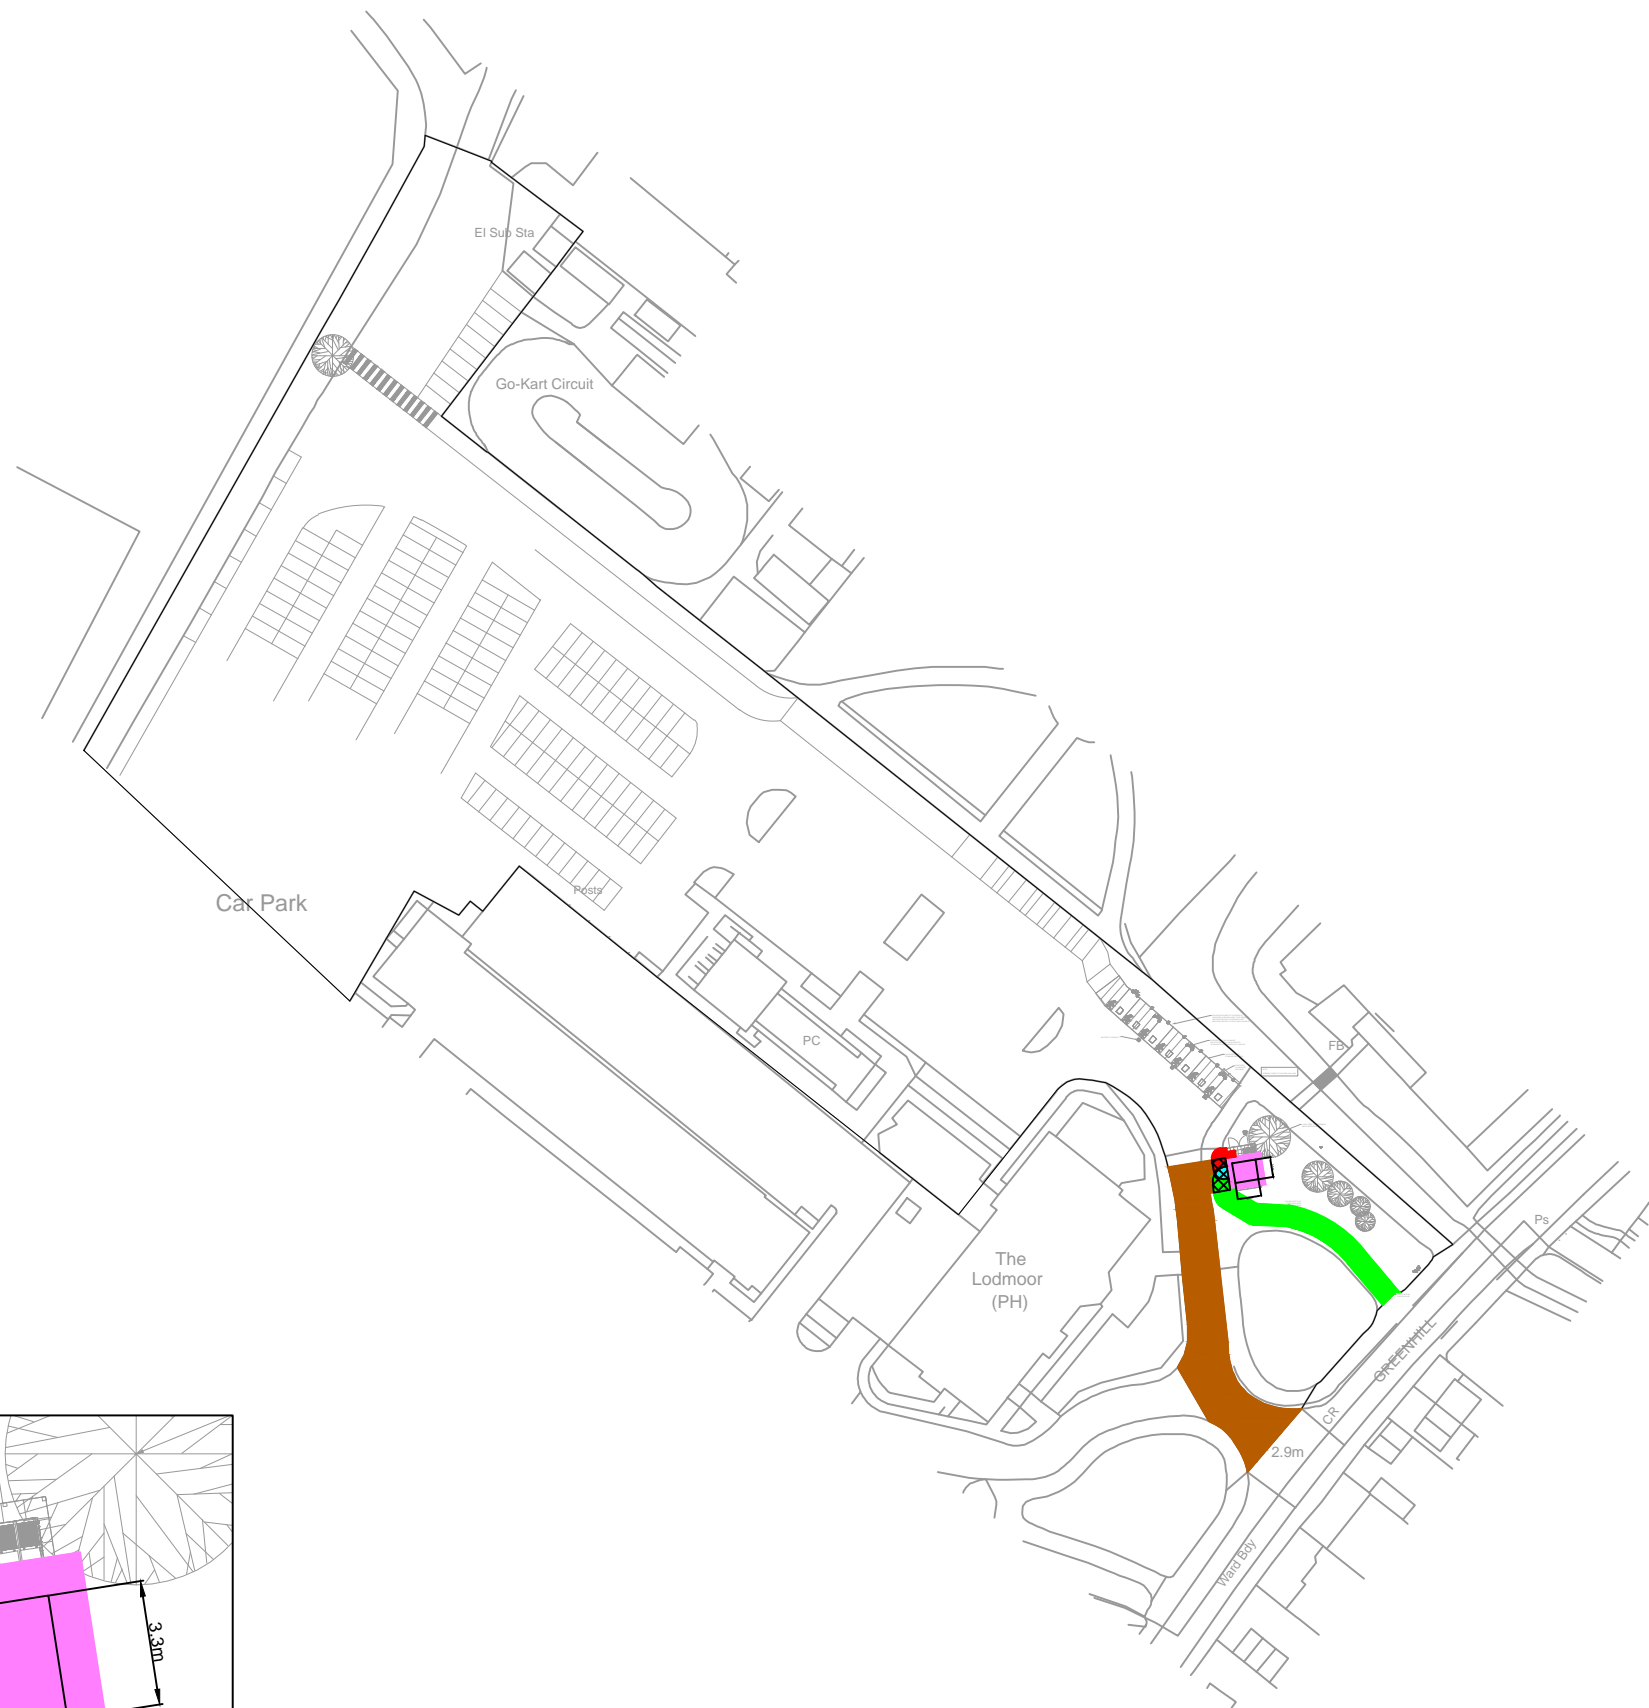 El Sub Sta
Go-Kart Circuit
Car Park
Posts
PC
FB
Ps
The
Lodmoor
(PH)
GREENHILL
CR
2.9m
Ward Bdy
3.3m